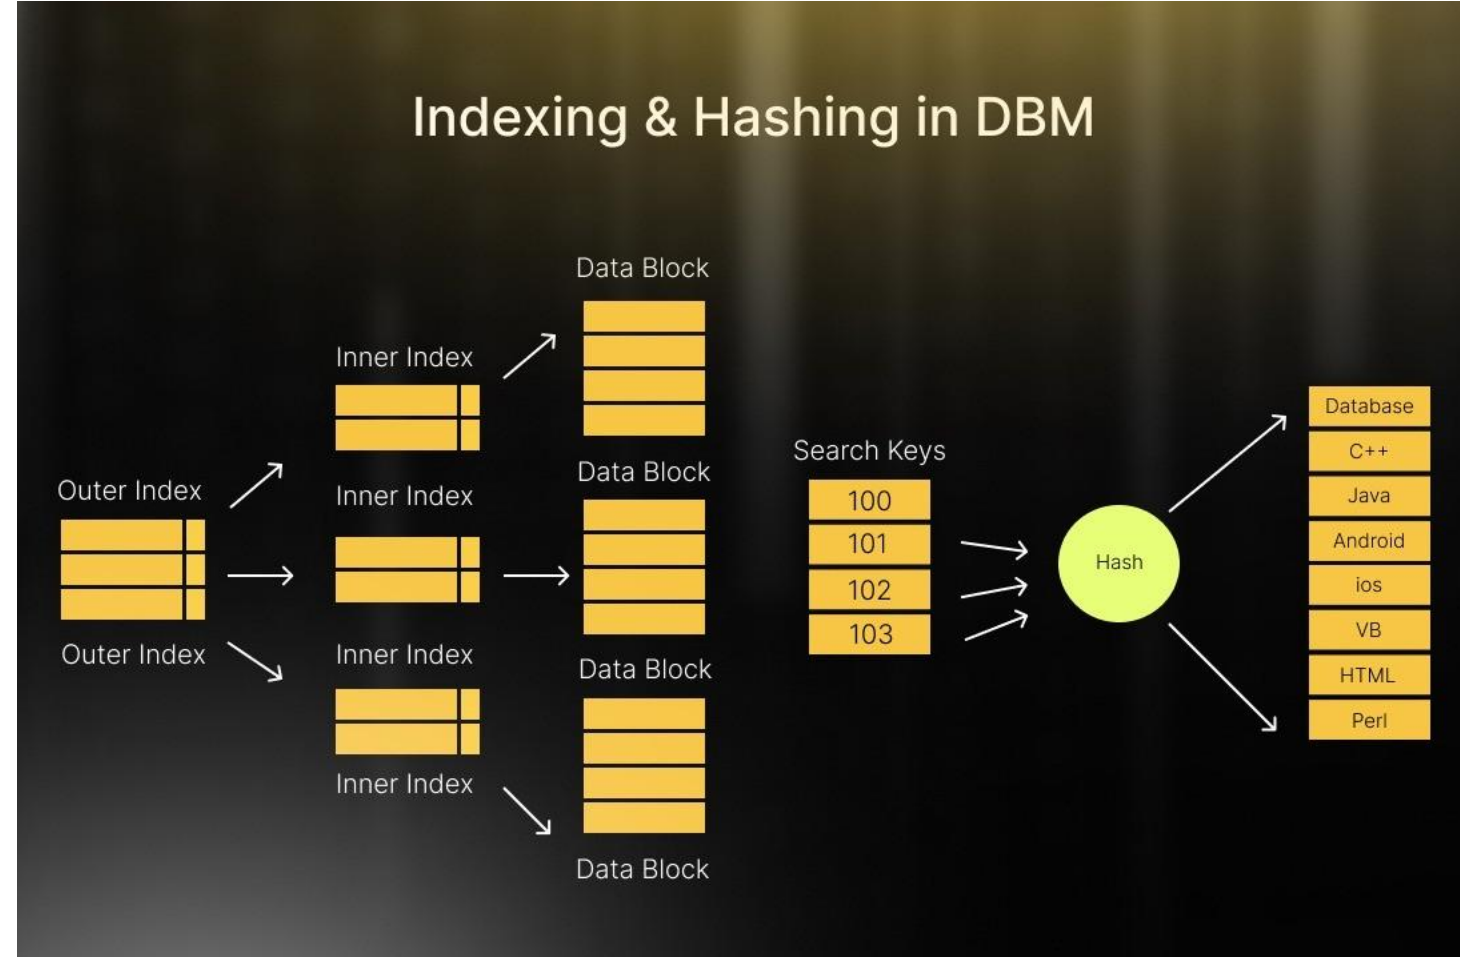 Indexing & Hashing in DBM
Outer Index
Outer Index
Inner Index
Inner Index
Inner Index
Inner Index
Data Block
Data Block
Data Block
Data Block
Search Keys
100
101
102
103
Hash
Database
C++
Java
Android
ios
VB
HTML
Perl